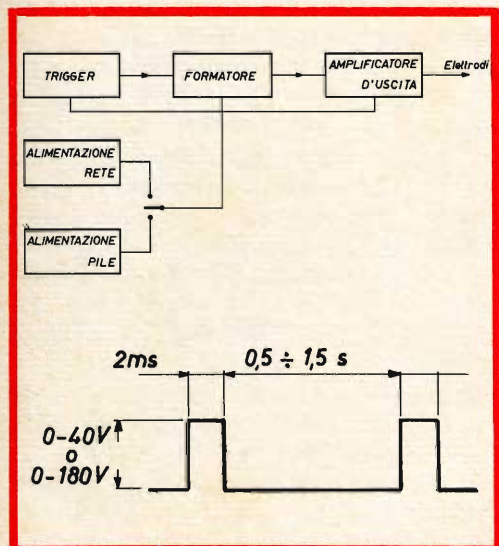 TRIGGER
FORMATORE
AMPLIFICATORE
D'USCITA
Elettrodi
ALIMENTAZIONE
RETE
ALIMENTAZIONE
PILE
2ms
0,5 ÷ 1,5 s
0-40V
o
0-180V